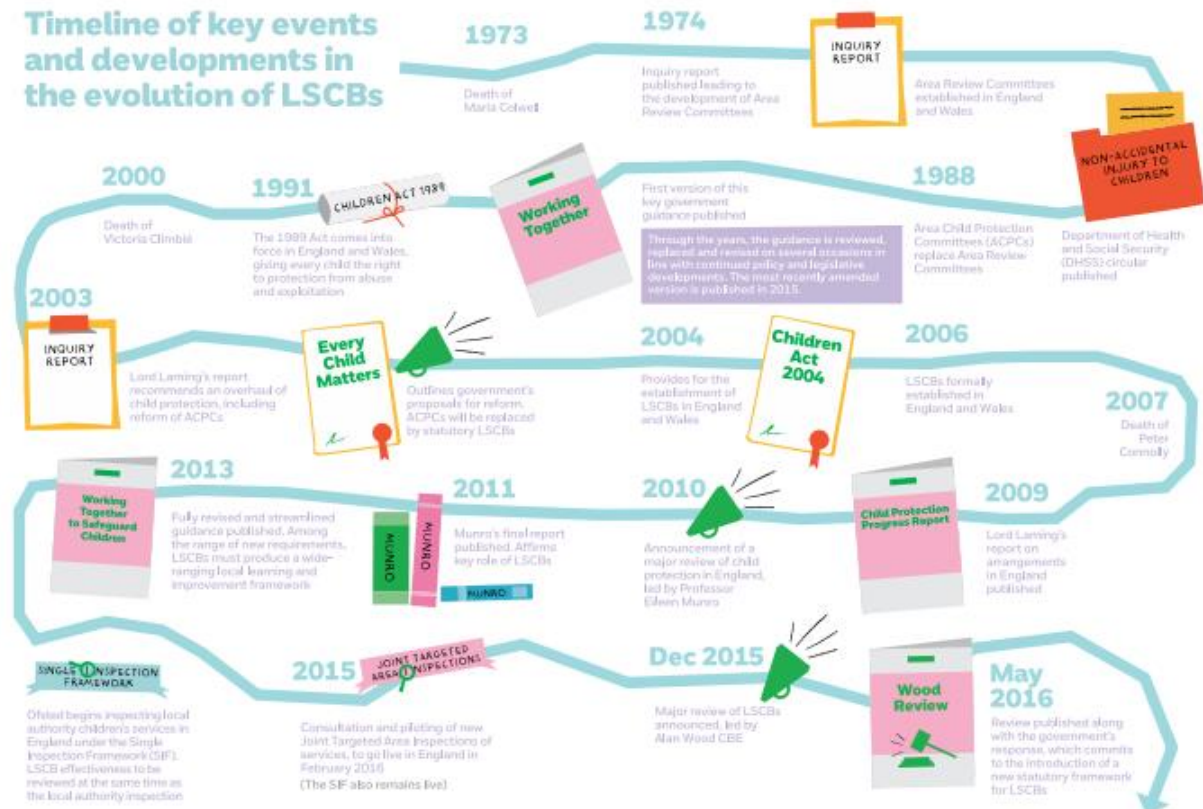 Timeline of key events
and developments in
the evolution of LSCBs
1973
Death of
Maria Colwell
1974
Inquiry report
published leading to
the development of Area
Review Committees
INQUIRY
REPORT
Area Review Committees
established in England
and Wales
NON-ACCIDENTAL
INJURY TO
CHILDREN
Department of Health
and Social Security
(DHSS) circular
published
1988
Area Child Protection
Committees (ACPCs)
replace Area Review
Committees
First version of this
key government
guidance published
Through the years, the guidance is reviewed,
replaced and revised on several occasions in
line with continued policy and legislative
developments. The most recently amended
version is published in 2015.
Working
Together
CHILDREN ACT 1989
1991
The 1989 Act comes into
force in England and Wales,
giving every child the right
to protection from abuse
and exploitation
2000
Death of
Victoria Climbié
2003
INQUIRY
REPORT
Lord Laming's report
recommends an overhaul of
child protection, including
reform of ACPCs
Every
Child
Matters
Outlines government's
proposals for reform.
ACPCs will be replaced
by statutory LSCBs
2004
Provides for the
establishment of
LSCBs in England
and Wales
Children
Act
2004
2006
LSCBs formally
established in
England and Wales
2007
Death of
Peter
Connolly
2009
Lord Laming's
report on
arrangements
in England
published
Child Protection
Progress Report
2010
Announcement of a
major review of child
protection in England,
led by Professor
Eileen Munro
2011
Munro's final report
published. Affirms
key role of LSCBs
MUNRO
MUNRO
MUNRO
2013
Fully revised and streamlined
guidance published. Among
the range of new requirements,
LSCBs must produce a wide-
ranging local learning and
improvement framework
Working
Together
to Safeguard
Children
SINGLE INSPECTION
FRAMEWORK
Ofsted begins inspecting local
authority children's services in
England under the Single
Inspection Framework (SIF).
LSCB effectiveness to be
reviewed at the same time as
the local authority inspection
2015
JOINT TARGETED
AREA INSPECTIONS
Consultation and piloting of new
Joint Targeted Area Inspections of
services, to go live in England in
February 2016
(The SIF also remains live)
Dec 2015
Major review of LSCBs
announced, led by
Alan Wood CBE
Wood
Review
May
2016
Review published along
with the government's
response, which commits
to the introduction of a
new statutory framework
for LSCBs